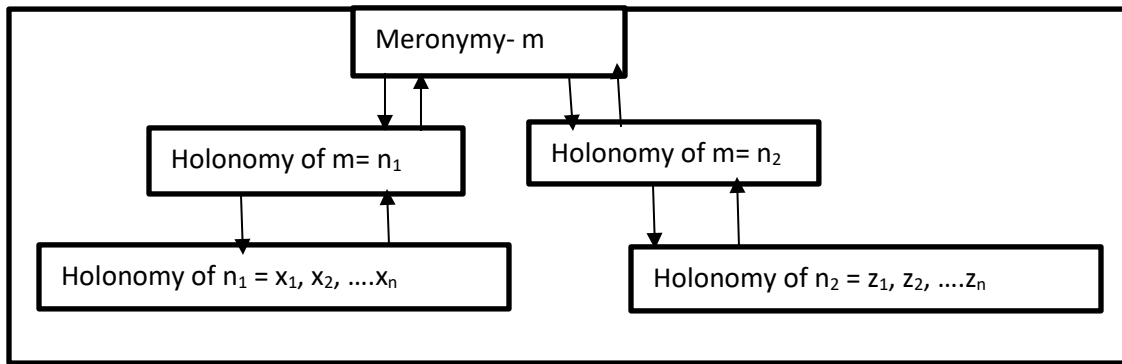 Meronymy- m
Holonomy of m= n₁
Holonomy of m= n₂
Holonomy of n₁ = x₁, x₂, ....xₙ
Holonomy of n₂ = z₁, z₂, ....zₙ